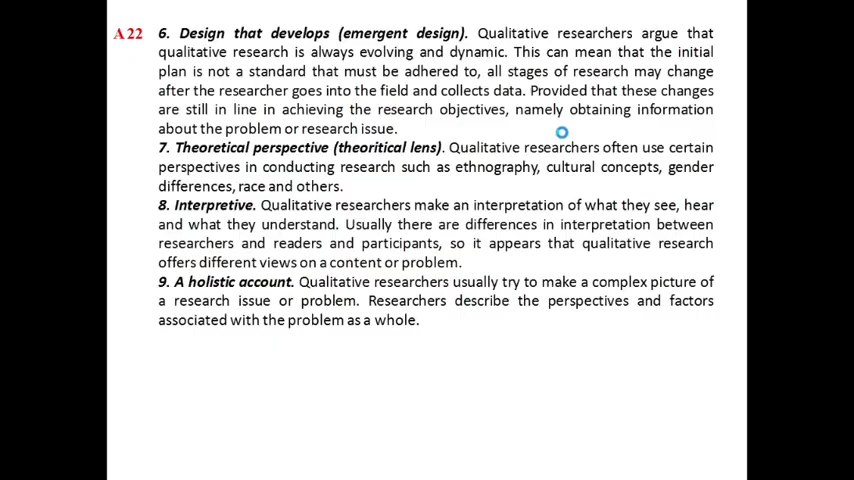 A 22 6. Design that develops (emergent design). Qualitative researchers argue that
qualitative research is always evolving and dynamic. This can mean that the initial
plan is not a standard that must be adhered to, all stages of research may change
after the researcher goes into the field and collects data. Provided that these changes
are still in line in achieving the research objectives, namely obtaining information
about the problem or research issue.
7. Theoretical perspective (theoritical lens). Qualitative researchers often use certain
perspectives in conducting research such as ethnography, cultural concepts, gender
differences, race and others.
8. Interpretive. Qualitative researchers make an interpretation of what they see, hear
and what they understand. Usually there are differences in interpretation between
researchers and readers and participants, so it appears that qualitative research
offers different views on a content or problem.
9. A holistic account. Qualitative researchers usually try to make a complex picture of
a research issue or problem. Researchers describe the perspectives and factors
associated with the problem as a whole.